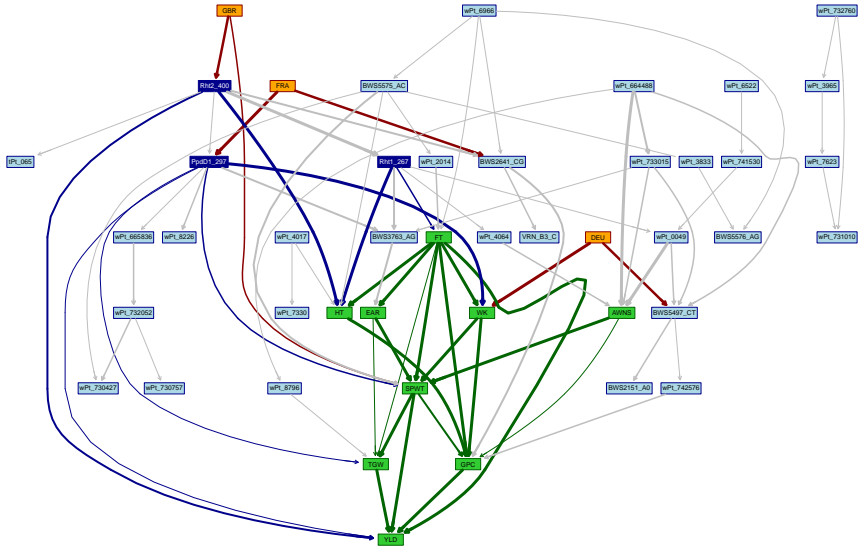 GBR
wPt_6966
wPt_732760
Rht2_400
FRA
BWS5575_AC
wPt_664488
wPt_6522
wPt_3965
tPt_065
PpdD1_297
Rht1_267
wPt_2014
BWS2641_CG
wPt_733015
wPt_3833
wPt_741530
wPt_7623
wPt_665836
wPt_8226
wPt_4017
BWS3763_AG
FT
wPt_4064
VRN_B3_C
DEU
wPt_0049
BWS5576_AG
wPt_731010
wPt_732052
wPt_7330
HT
EAR
WK
AWNS
BWS5497_CT
wPt_730427
wPt_730757
wPt_8796
SPWT
BWS2151_A0
wPt_742576
TGW
GPC
YLD